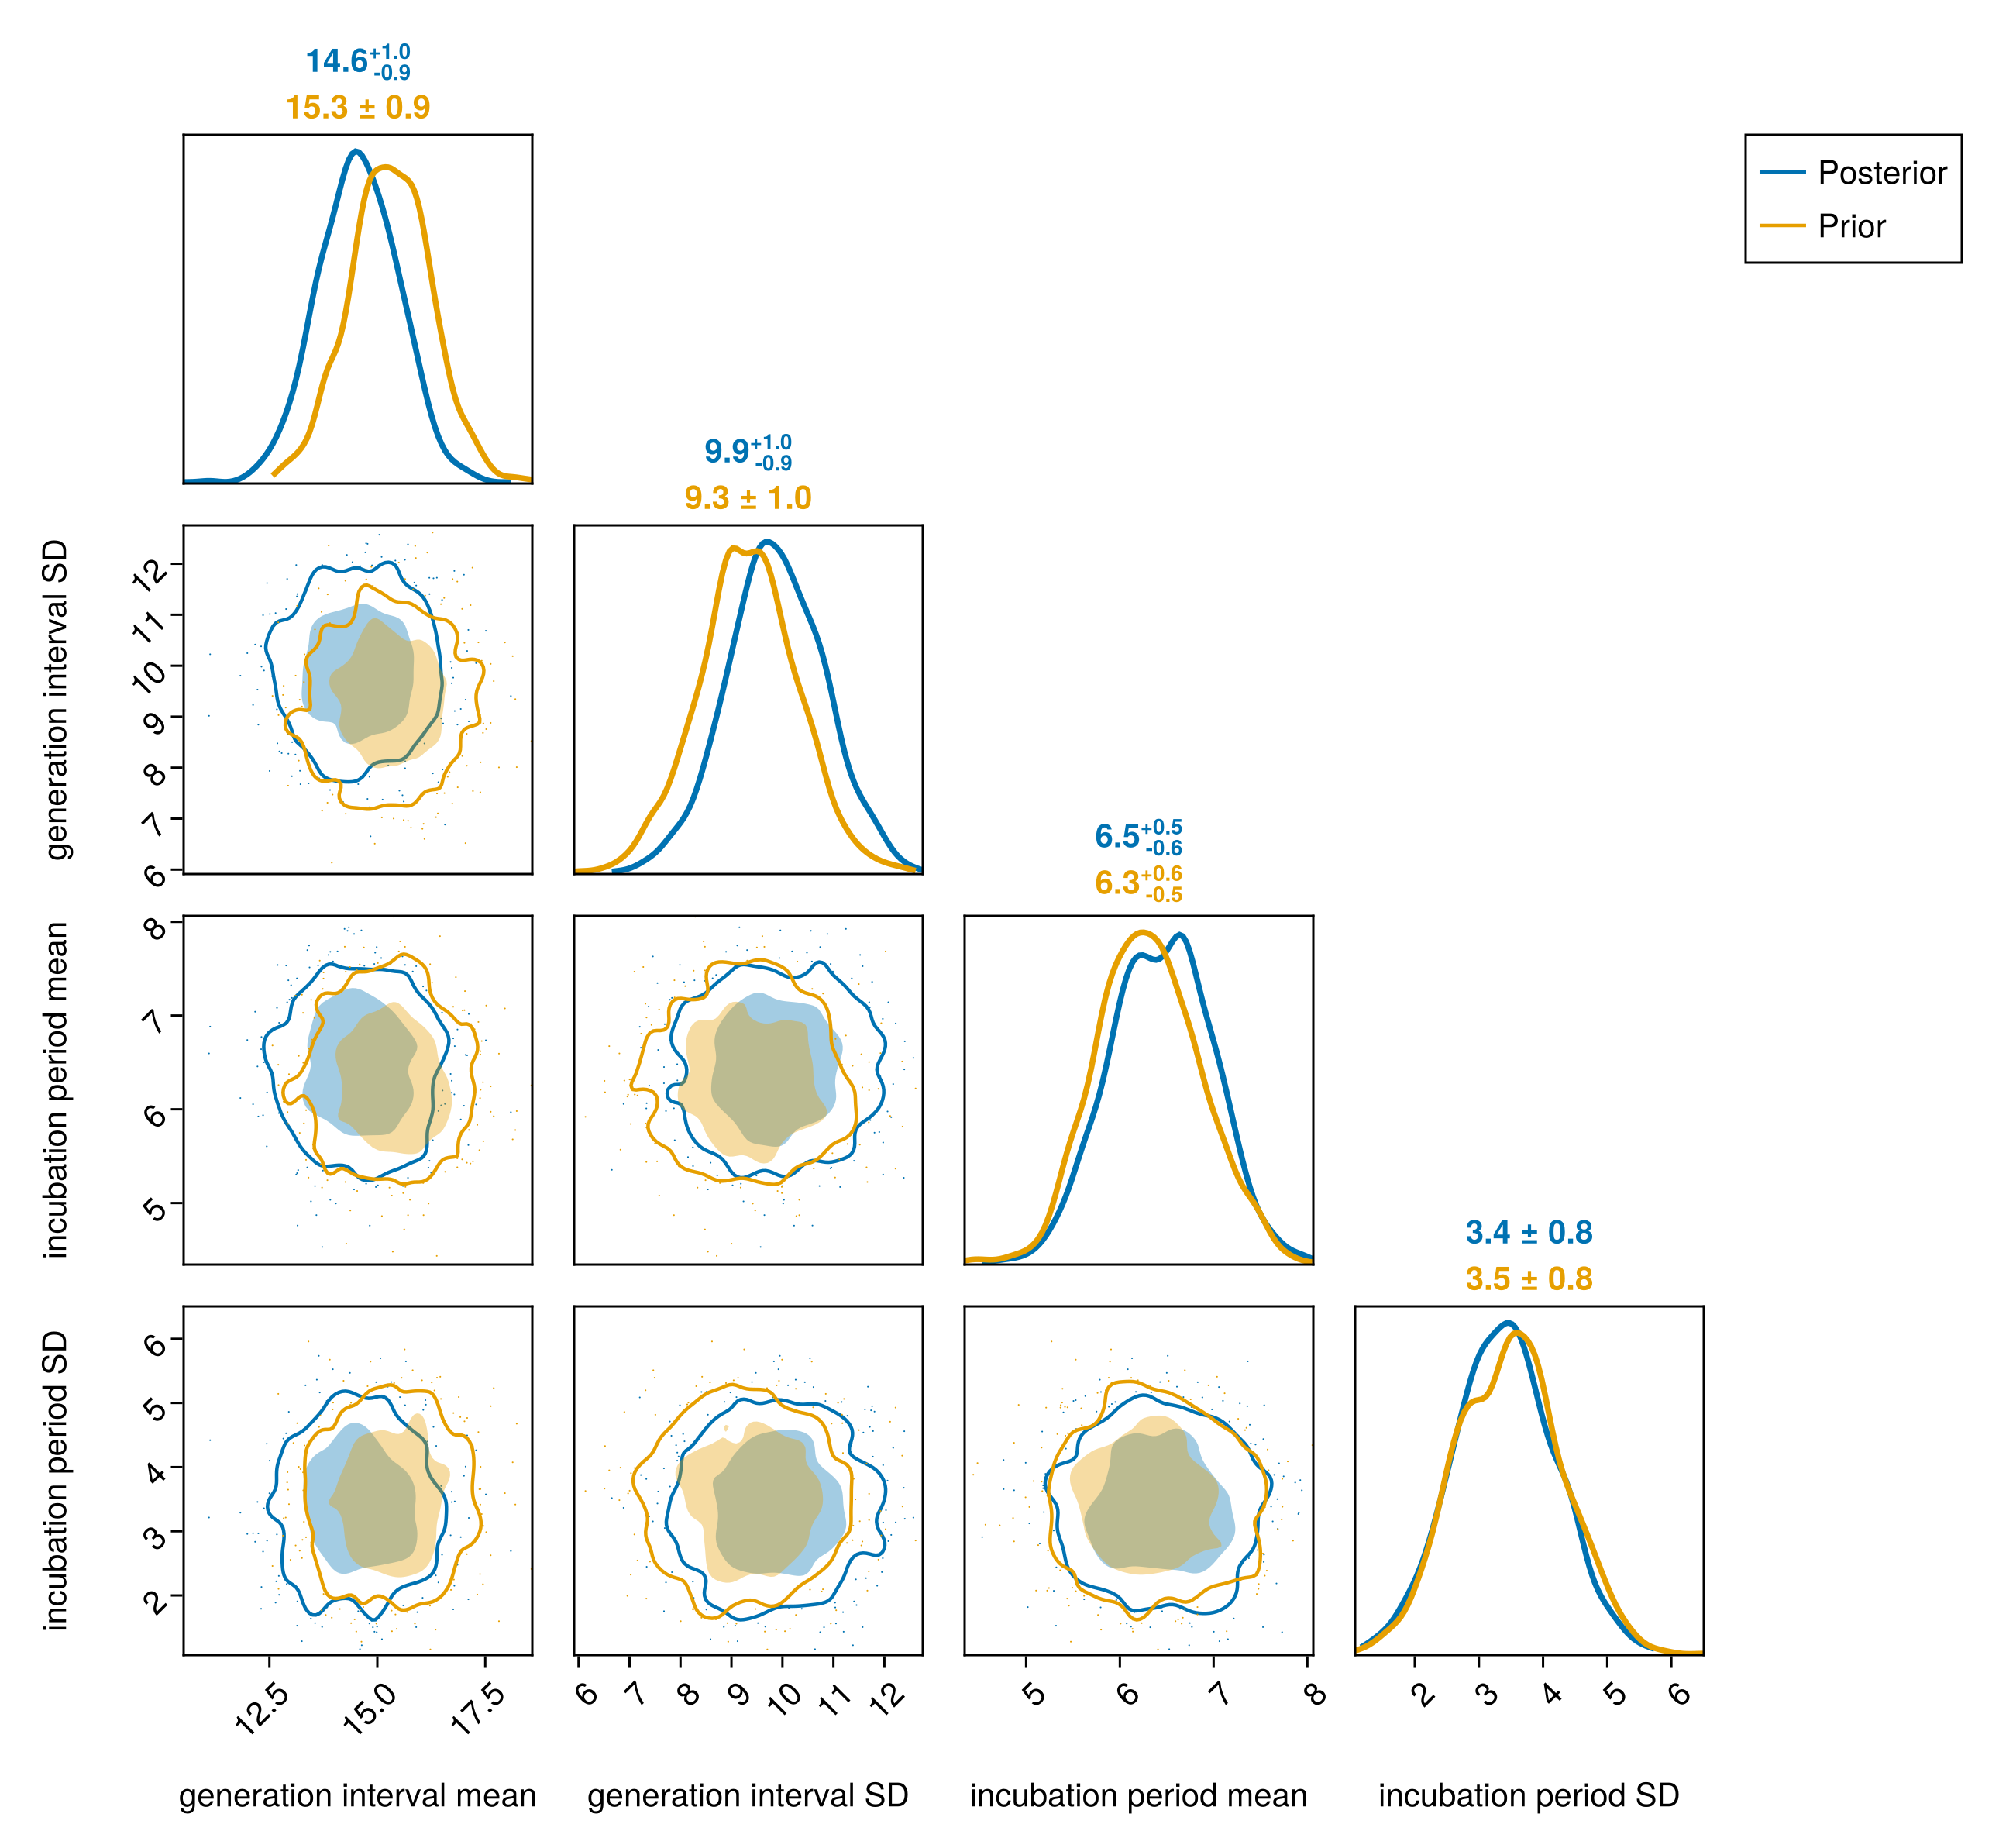 14.6+1.0-0.9
15.3 ± 0.9
Posterior
Prior
9.9+1.0-0.9
9.3 ± 1.0
generation interval SD
12
11
10
9
8
7
6
6.5+0.5-0.6
6.3+0.6-0.5
incubation period mean
8
7
6
5
3.4 ± 0.8
3.5 ± 0.8
incubation period SD
6
5
4
3
2
12.5 15.0 17.5
6 7 8 9 10 11 12
5 6 7 8
2 3 4 5 6
generation interval mean
generation interval SD
incubation period mean
incubation period SD